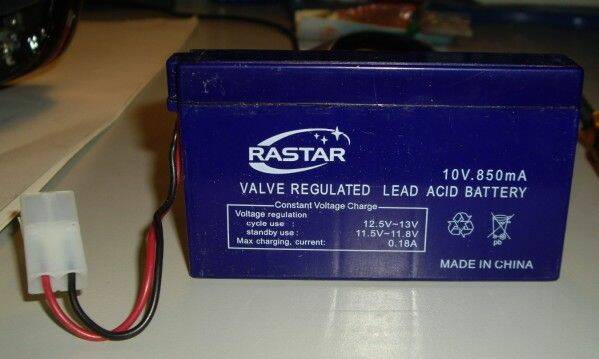 RASTAR
10V.850mA
VALVE REGULATED LEAD ACID BATTERY
Constant Voltage Charge
Voltage regulation
cycle use : 12.5V~13V
standby use : 11.5V~11.8V
Max charging, current: 0.18A
pb
MADE IN CHINA